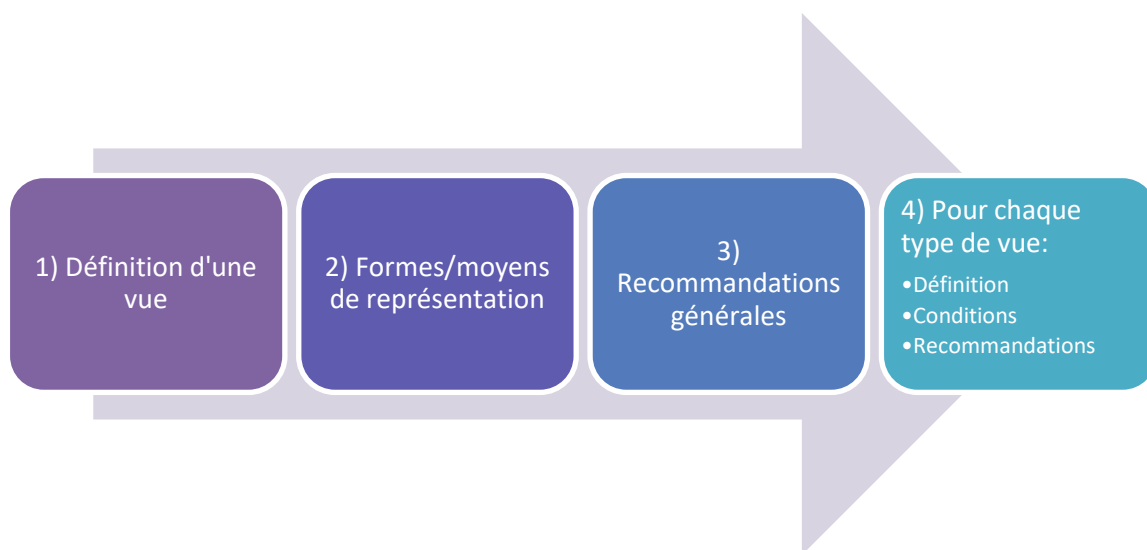 1) Définition d'une
vue
2) Formes/moyens
de représentation
3)
Recommandations
générales
4) Pour chaque
type de vue:
•Définition
•Conditions
•Recommandations